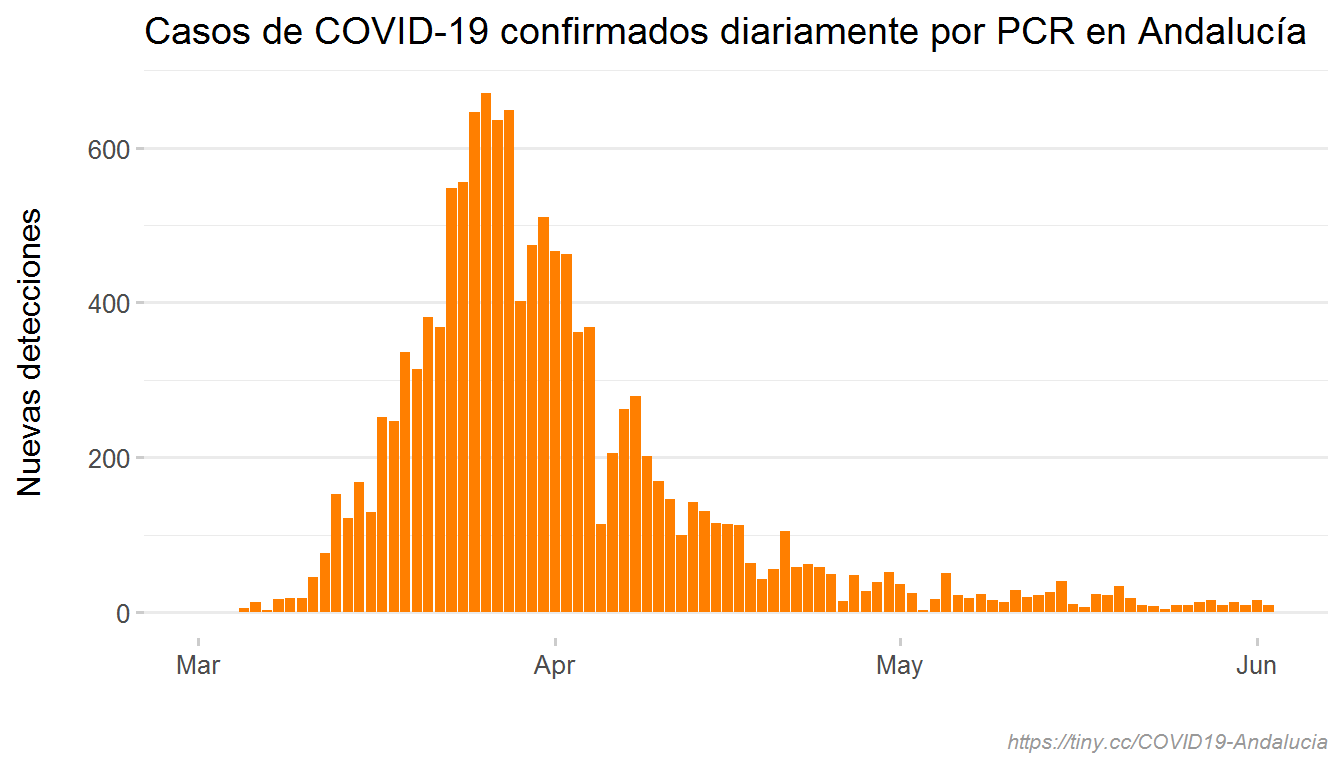 Casos de COVID-19 confirmados diariamente por PCR en Andalucía
Nuevas detecciones
600
400
200
0
Mar Apr May Jun
https://tiny.cc/COVID19-Andalucia